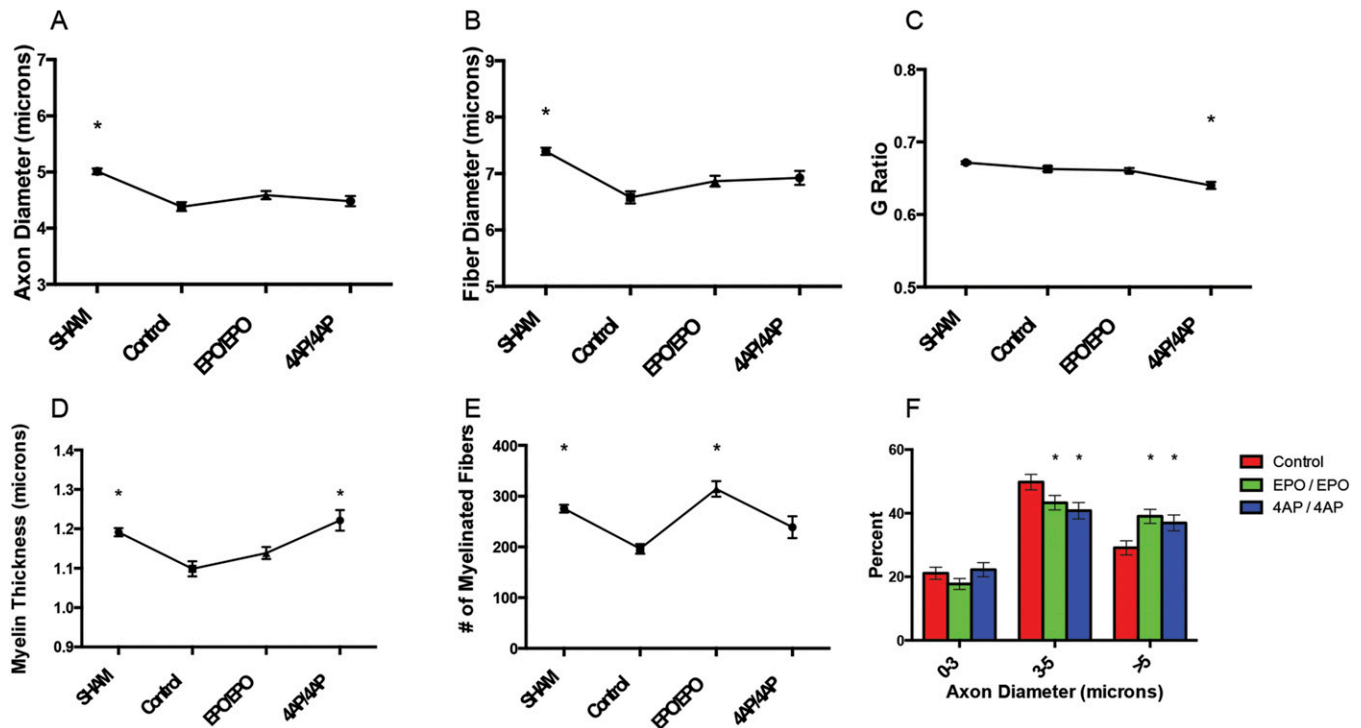 A
Axon Diameter (microns)
7
6
5
4
3
*
SHAM
Control
EPO/EPO
4AP/4AP
B
Fiber Diameter (microns)
9
8
7
6
5
*
SHAM
Control
EPO/EPO
4AP/4AP
C
G Ratio
0.8
0.7
0.6
0.5
*
SHAM
Control
EPO/EPO
4AP/4AP
D
Myelin Thickness (microns)
1.4
1.3
1.2
1.1
1.0
0.9
*
*
SHAM
Control
EPO/EPO
4AP/4AP
E
# of Myelinated Fibers
400
300
200
100
0
*
*
SHAM
Control
EPO/EPO
4AP/4AP
F
Percent
60
40
20
0
* *
* *
0-3
3-5
>5
Axon Diameter (microns)
Control
EPO / EPO
4AP / 4AP